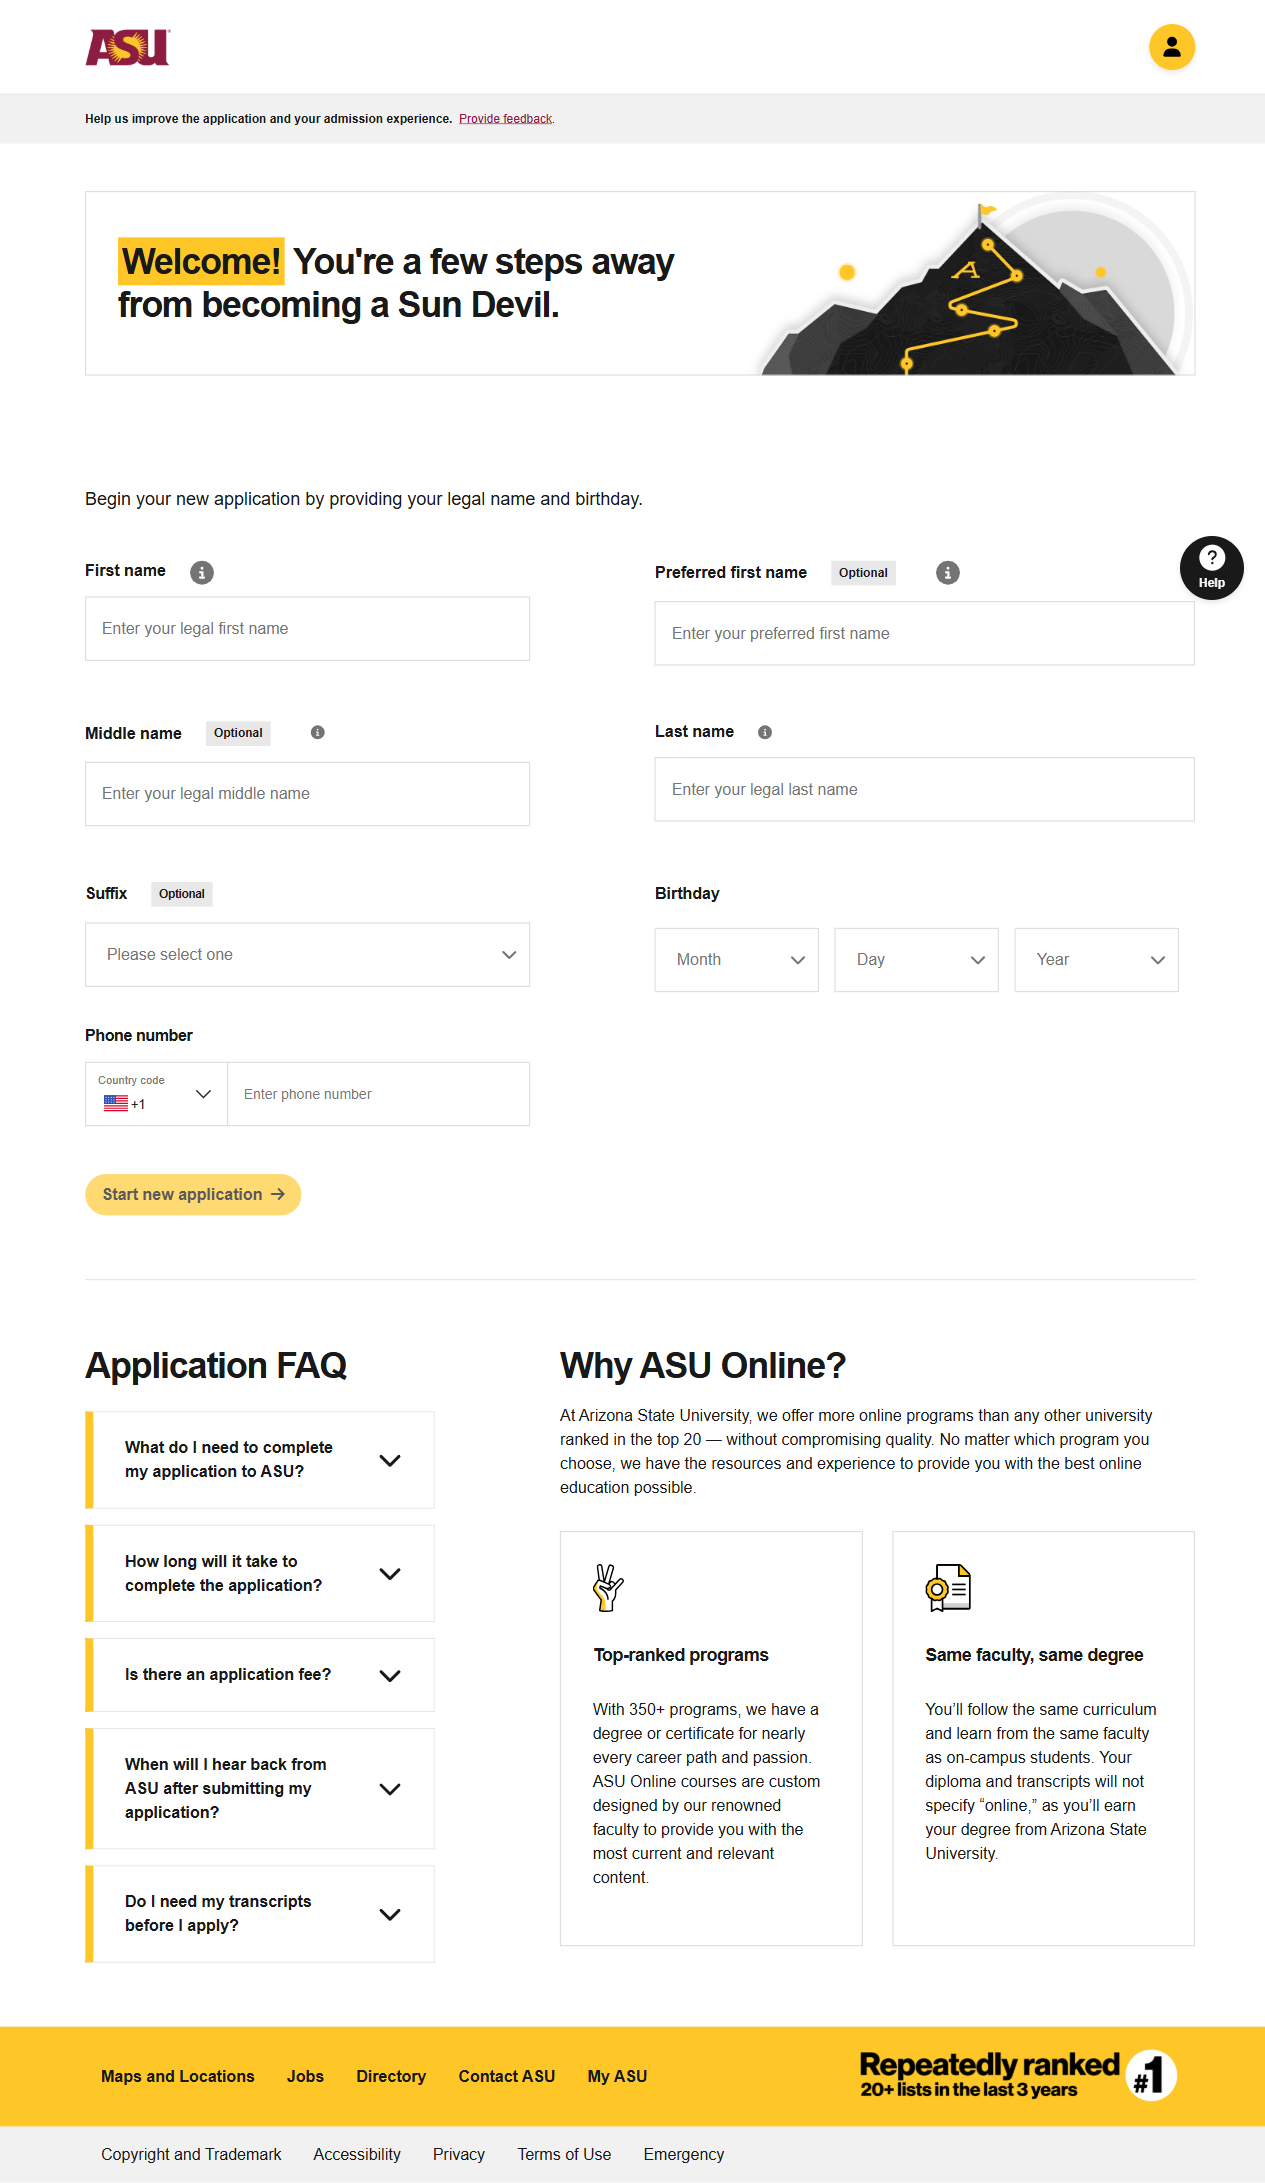 ASU
Help us improve the application and your admission experience. Provide feedback.
Welcome! You're a few steps away
from becoming a Sun Devil.
A
Begin your new application by providing your legal name and birthday.
First name
Enter your legal first name
Preferred first name Optional
Enter your preferred first name
Help
Middle name Optional
Enter your legal middle name
Last name
Enter your legal last name
Suffix Optional
Please select one
Birthday
Month Day Year
Phone number
Country code
+1
Enter phone number
Start new application
Application FAQ
What do I need to complete
my application to ASU?
How long will it take to
complete the application?
Is there an application fee?
When will I hear back from
ASU after submitting my
application?
Do I need my transcripts
before I apply?
Why ASU Online?
At Arizona State University, we offer more online programs than any other university
ranked in the top 20 — without compromising quality. No matter which program you
choose, we have the resources and experience to provide you with the best online
education possible.
Top-ranked programs
With 350+ programs, we have a
degree or certificate for nearly
every career path and passion.
ASU Online courses are custom
designed by our renowned
faculty to provide you with the
most current and relevant
content.
Same faculty, same degree
You’ll follow the same curriculum
and learn from the same faculty
as on-campus students. Your
diploma and transcripts will not
specify “online,” as you’ll earn
your degree from Arizona State
University.
Maps and Locations Jobs Directory Contact ASU My ASU
Repeatedly ranked
20+ lists in the last 3 years
#1
Copyright and Trademark Accessibility Privacy Terms of Use Emergency